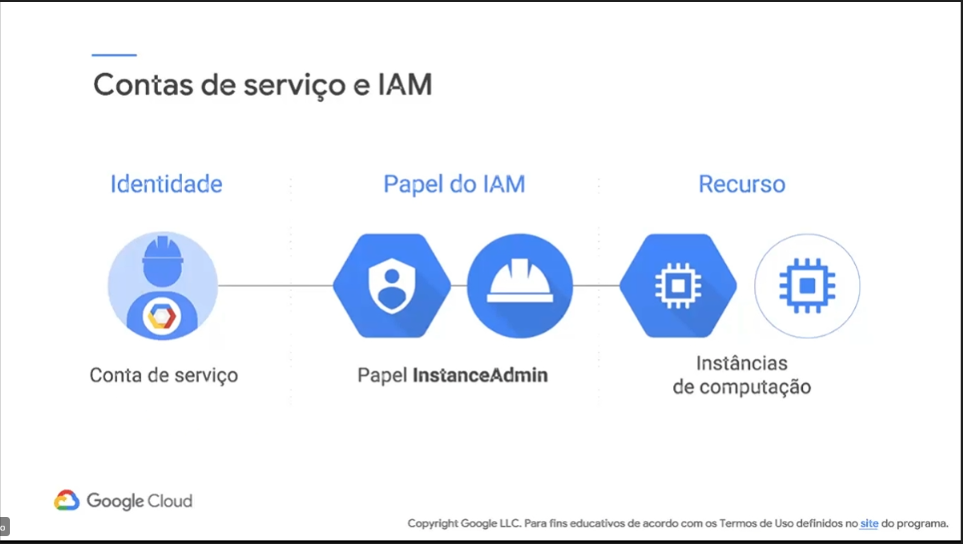 Contas de serviço e IAM
Identidade
Papel do IAM
Recurso
Conta de serviço
Papel InstanceAdmin
Instâncias
de computação
Google Cloud
o
Copyright Google LLC. Para fins educativos de acordo com os Termos de Uso definidos no site do programa.